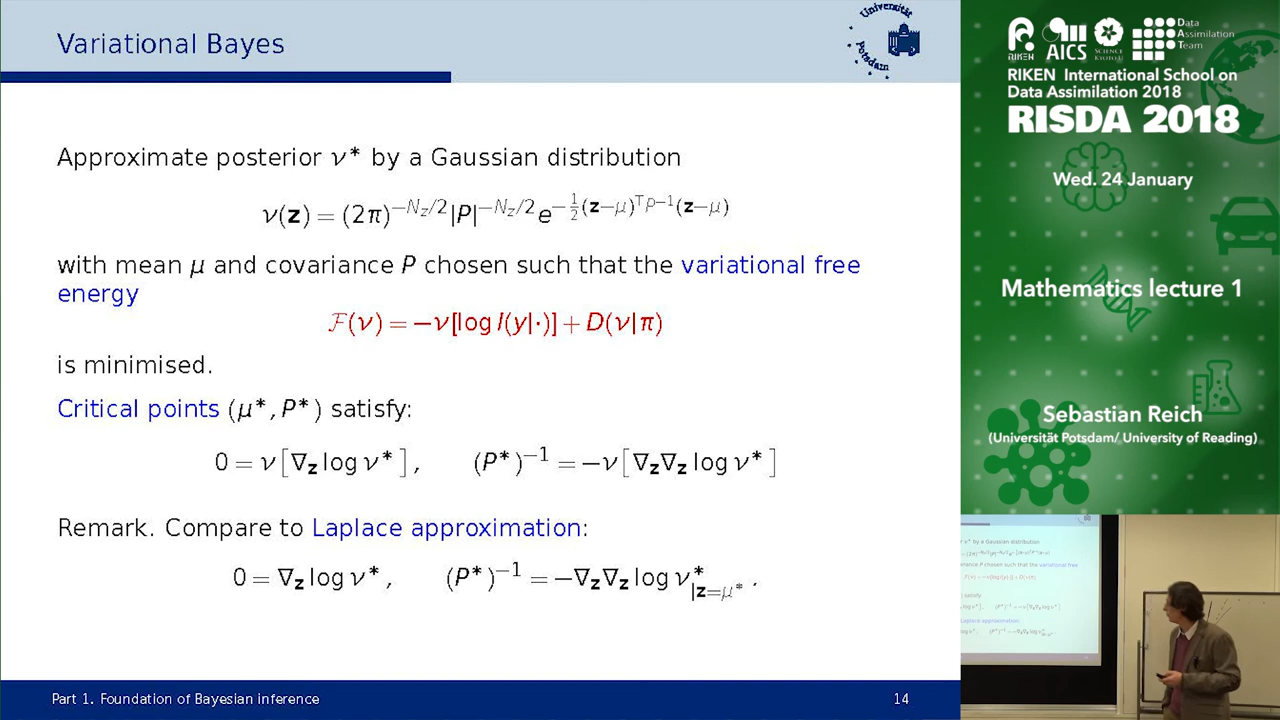 Variational Bayes
Universität
Potsdam
Approximate posterior ν* by a Gaussian distribution
ν(z) = (2π)^{−N_z/2}|P|^{−N_z/2} e^{−\frac{1}{2}(z−μ)^⊤P^{−1}(z−μ)}
with mean μ and covariance P chosen such that the variational free
energy
ℱ(ν) = −ν[log l(y|·)] + D(ν|π)
is minimised.
Critical points (μ*, P*) satisfy:
0 = ν[∇_z log ν*], (P*)^{−1} = −ν[∇_z∇_z log ν*]
Remark. Compare to Laplace approximation:
0 = ∇_z log ν*, (P*)^{−1} = −∇_z∇_z log ν*_{|z=μ*}.
Part 1. Foundation of Bayesian inference 14
RIKEN
AICS
Data
Assimilation
Team
RIKEN International School on
Data Assimilation 2018
RISDA 2018
Wed. 24 January
Mathematics lecture 1
Sebastian Reich
(Universität Potsdam/ University of Reading)